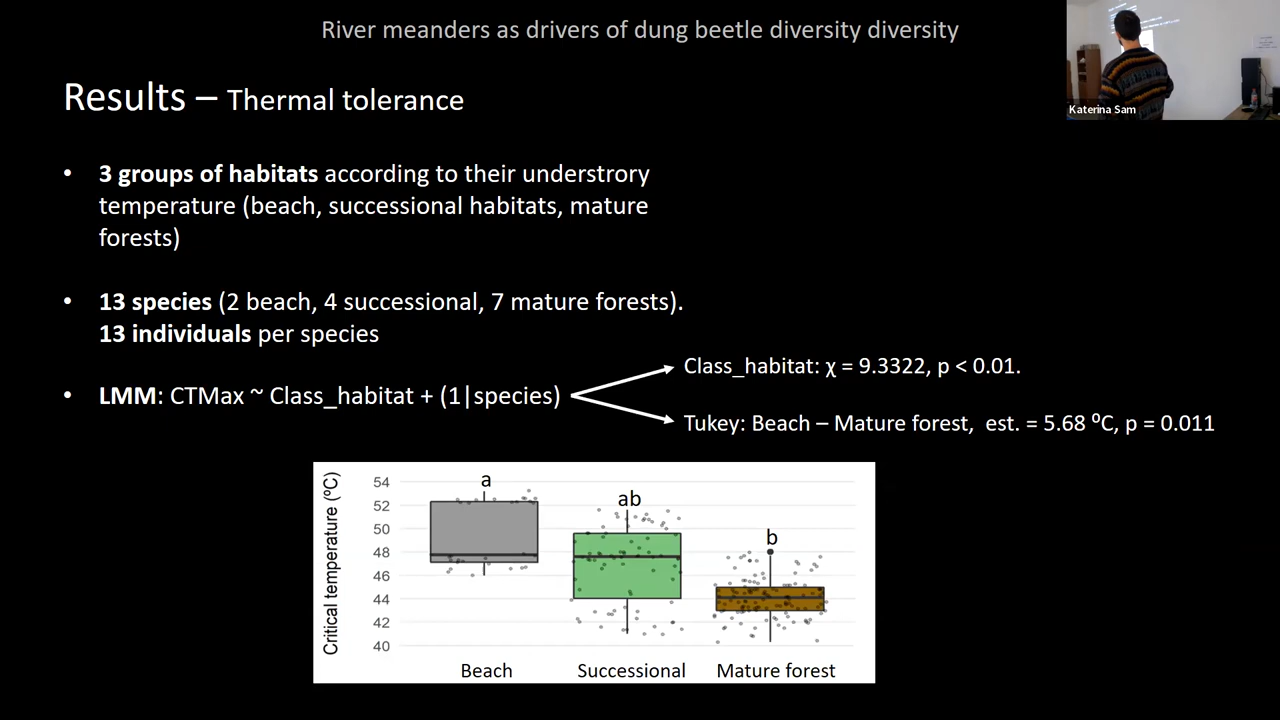 River meanders as drivers of dung beetle diversity diversity
Katerina Sam
Results – Thermal tolerance
• 3 groups of habitats according to their understrory
temperature (beach, successional habitats, mature
forests)
• 13 species (2 beach, 4 successional, 7 mature forests).
13 individuals per species
• LMM: CTMax ~ Class_habitat + (1|species)
Class_habitat: χ = 9.3322, p < 0.01.
Tukey: Beach – Mature forest, est. = 5.68 ºC, p = 0.011
Critical temperature (ºC)
54
52
50
48
46
44
42
40
a
ab
b
Beach
Successional
Mature forest